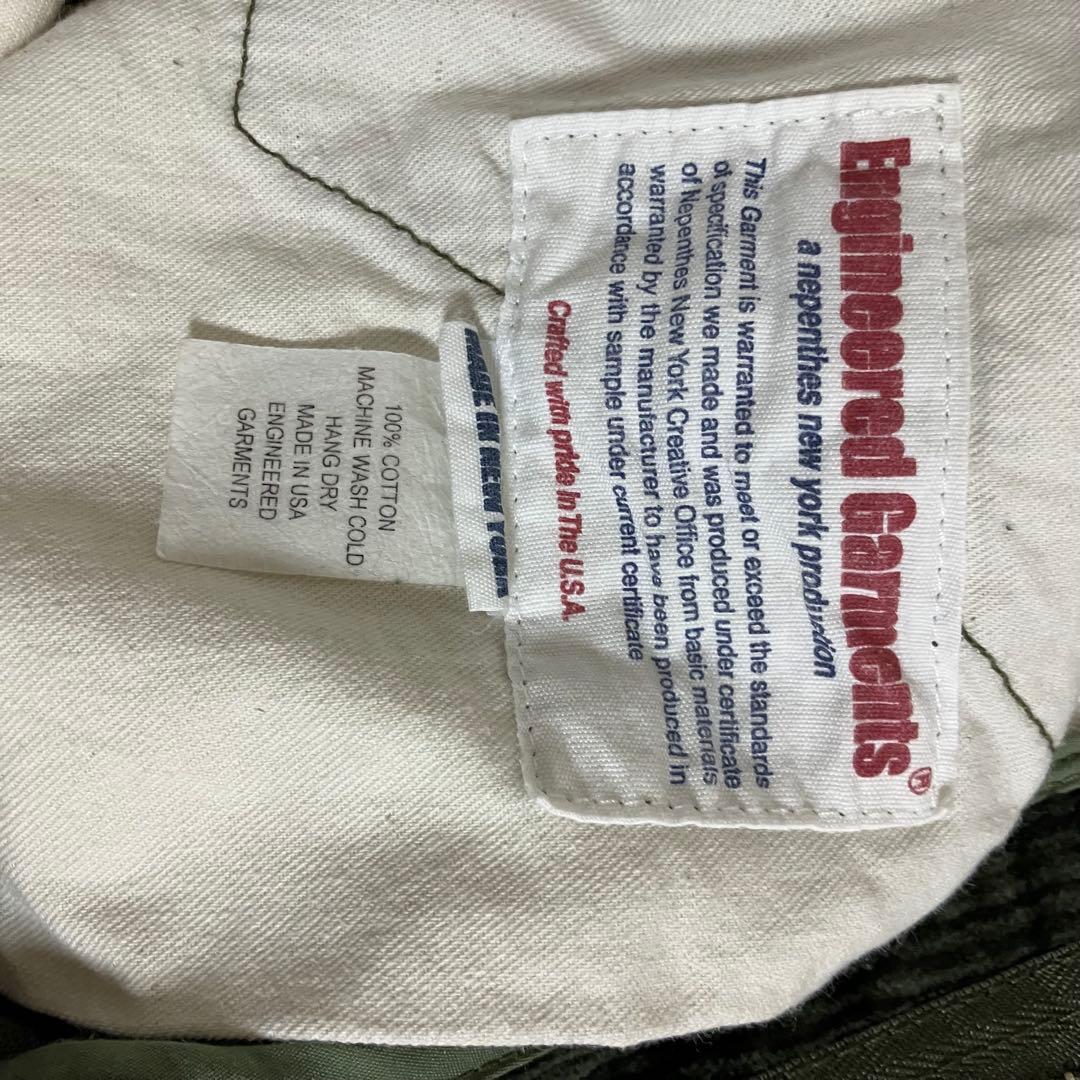 Engineered Garments®
a nepenthes new york production
This Garment is warranted to meet or exceed the standards
of specification we made and was produced under certificate
of Nepenthes New York Creative Office from basic materials
warranted by the manufacturer to have been produced in
accordance with sample under current certificate
Crafted with pride In The U.S.A.
MADE IN NEW YORK
100% COTTON
MACHINE WASH COLD
HANG DRY
MADE IN USA
ENGINEERED
GARMENTS